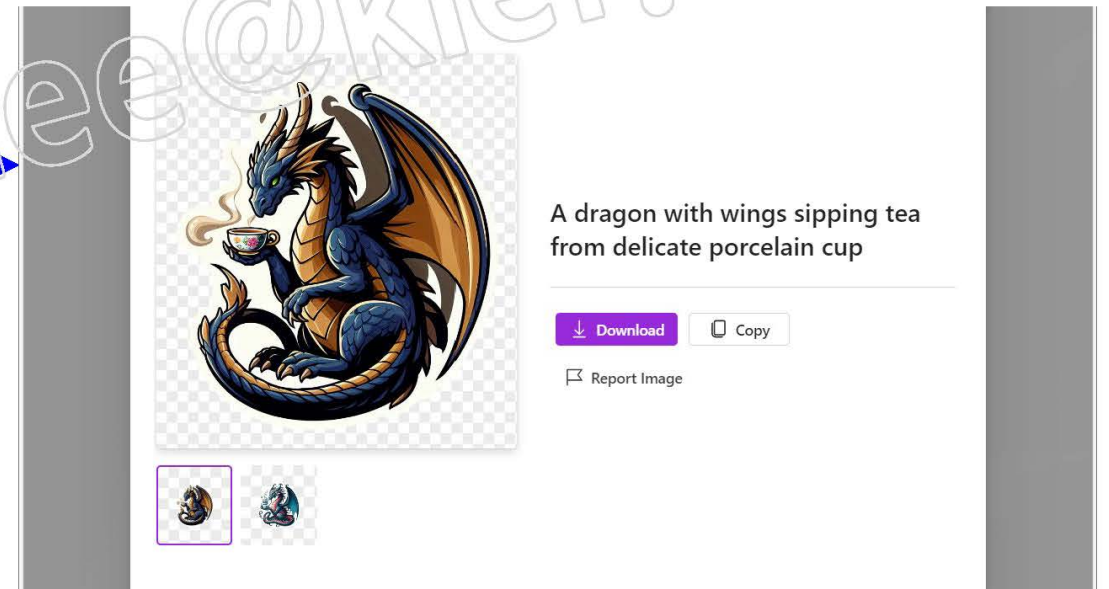 A dragon with wings sipping tea
from delicate porcelain cup
Download
Copy
Report Image